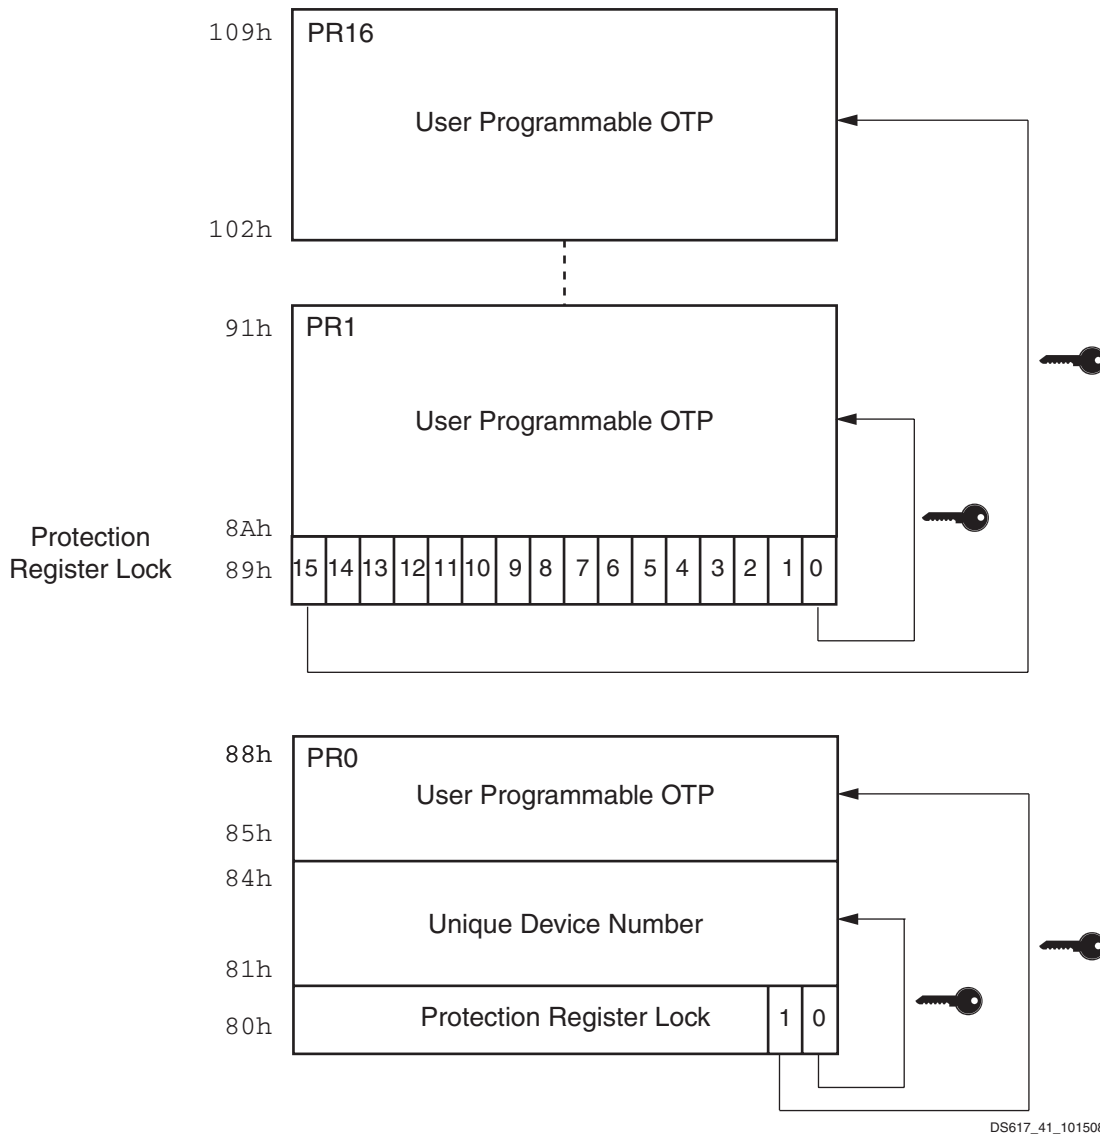 109h PR16
User Programmable OTP
102h
91h PR1
User Programmable OTP
8Ah
Protection
Register Lock
89h 15 14 13 12 11 10 9 8 7 6 5 4 3 2 1 0
88h PR0
User Programmable OTP
85h
84h
Unique Device Number
81h
80h Protection Register Lock 1 0
DS617_41_101508